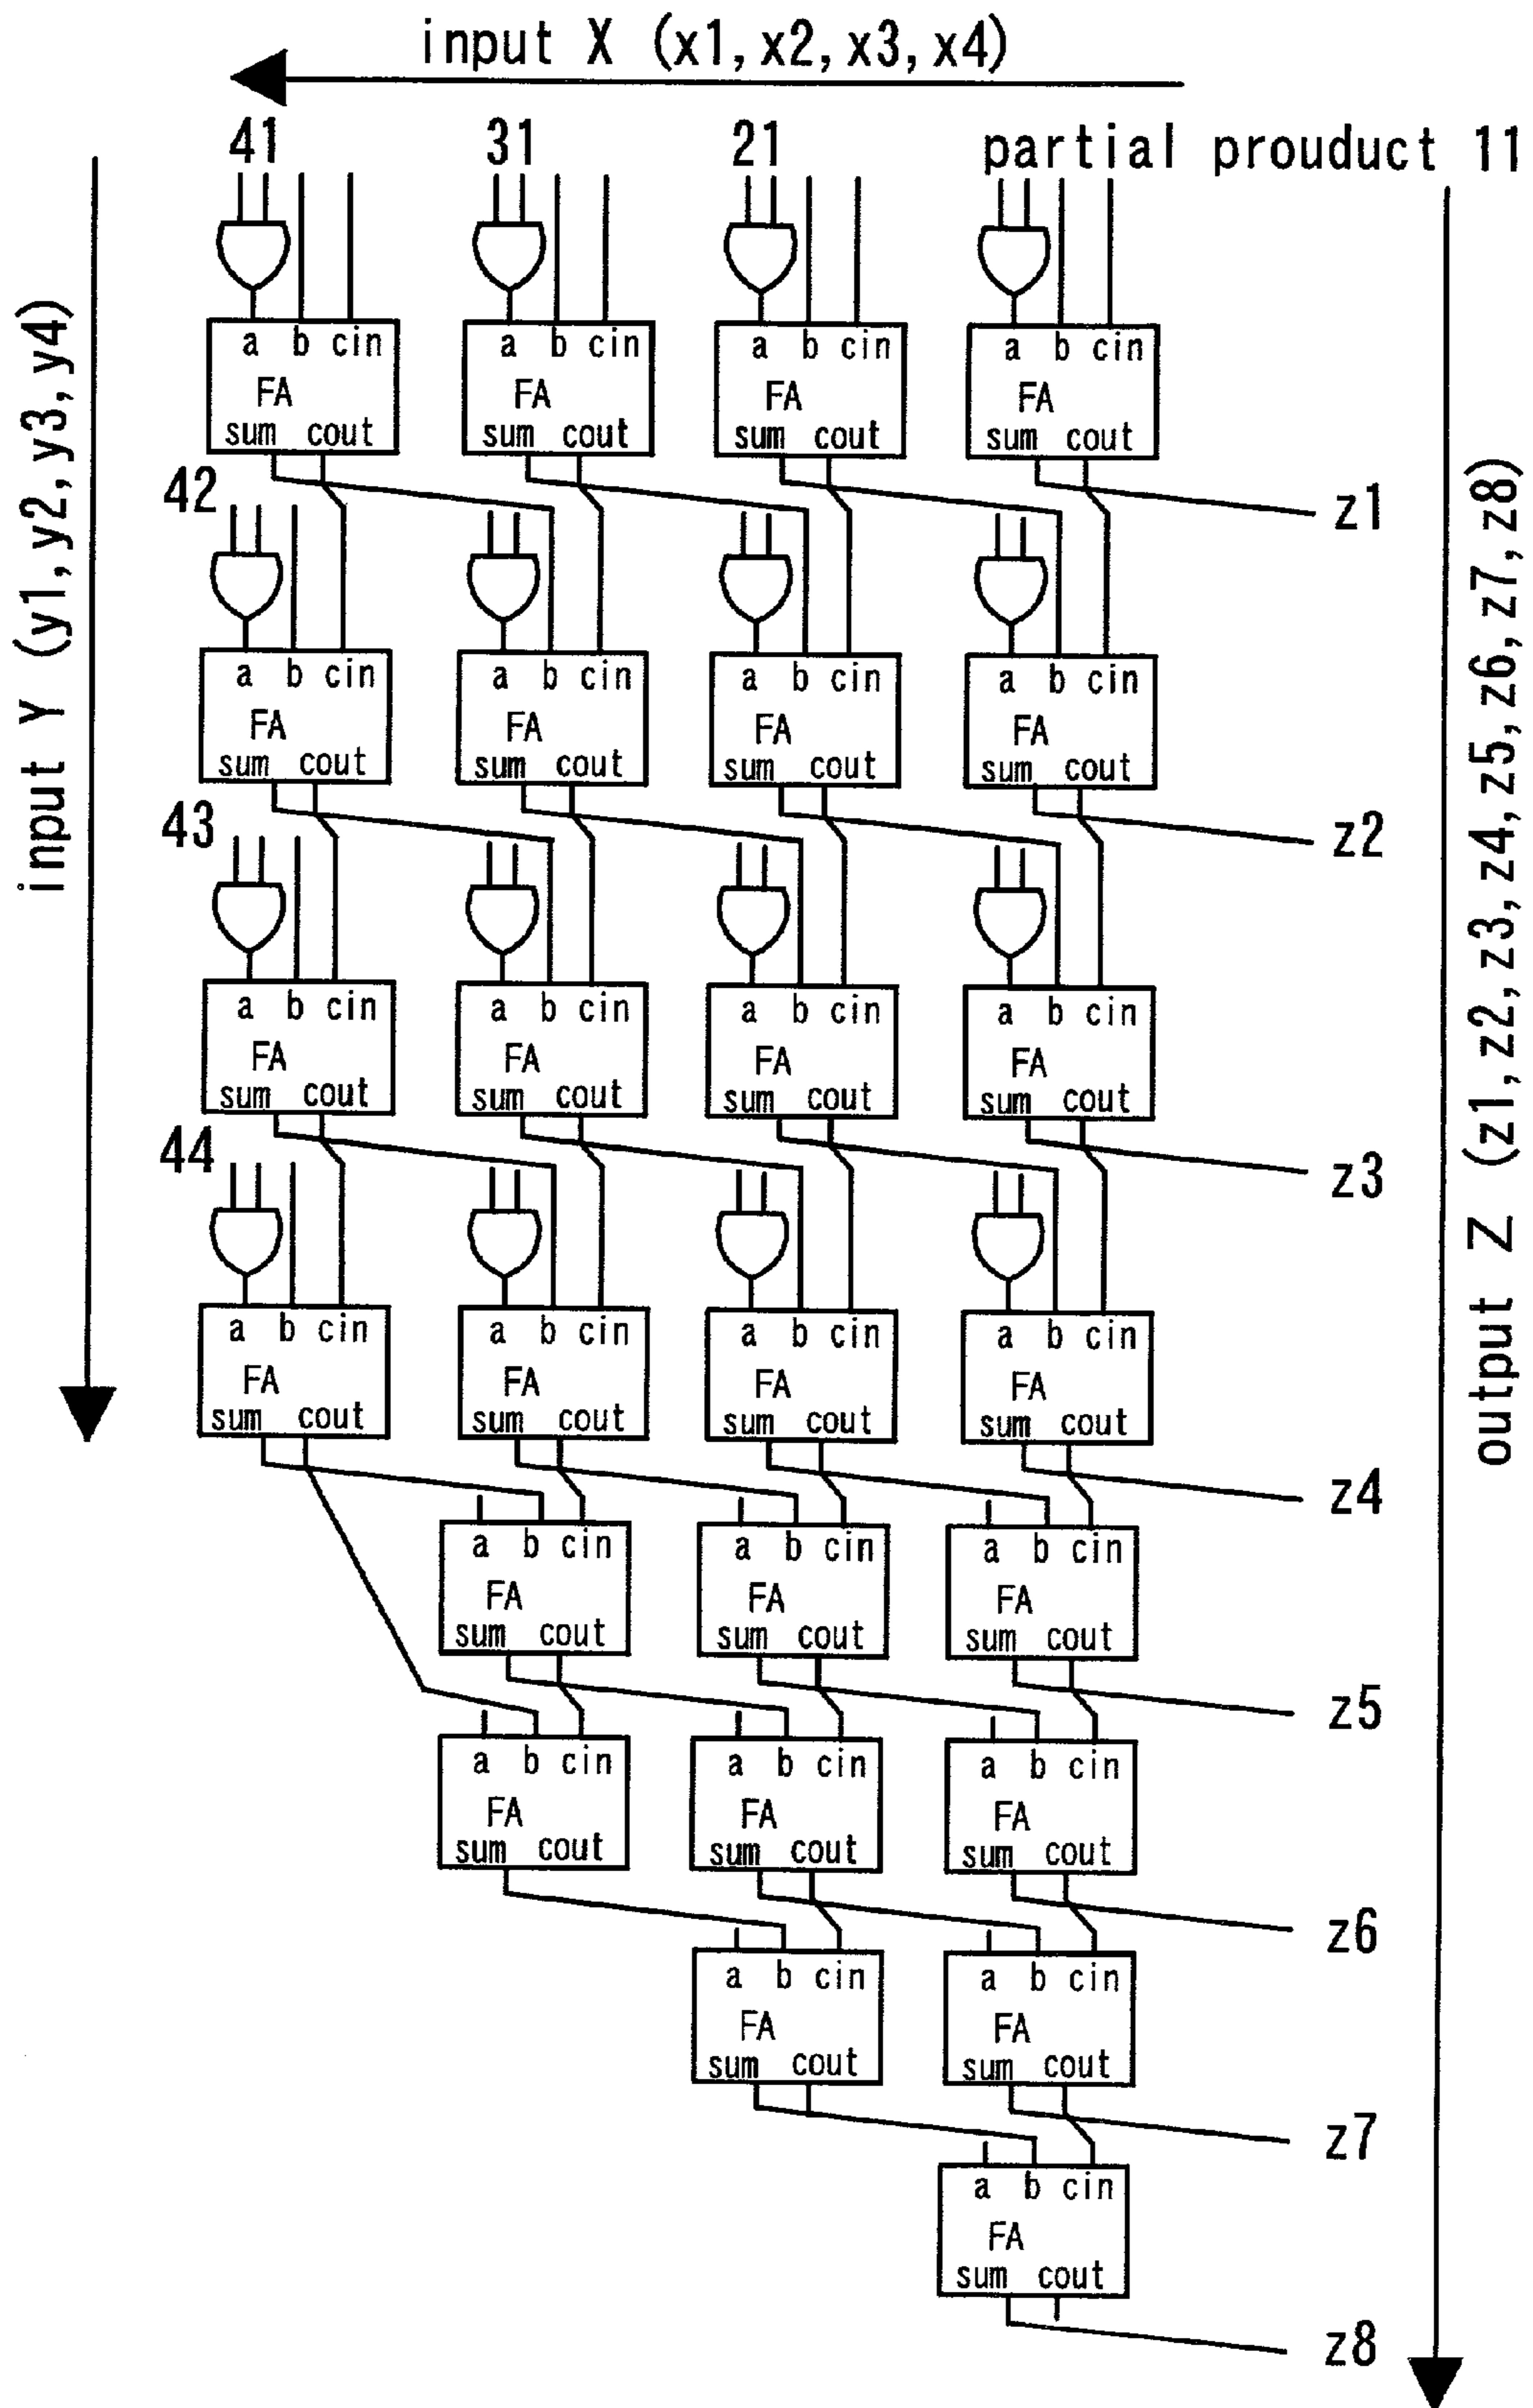 input X (x1, x2, x3, x4)
41 31 21 partial prouduct 11
input Y (y1, y2, y3, y4)
output Z (z1, z2, z3, z4, z5, z6, z7, z8)
a b cin a b cin a b cin a b cin
FA FA FA FA
sum cout sum cout sum cout sum cout
42 z1
a b cin a b cin a b cin a b cin
FA FA FA FA
sum cout sum cout sum cout sum cout
43 z2
a b cin a b cin a b cin a b cin
FA FA FA FA
sum cout sum cout sum cout sum cout
44 z3
a b cin a b cin a b cin a b cin
FA FA FA FA
sum cout sum cout sum cout sum cout
z4
a b cin a b cin a b cin
FA FA FA
sum cout sum cout sum cout
z5
a b cin a b cin a b cin
FA FA FA
sum cout sum cout sum cout
z6
a b cin a b cin
FA FA
sum cout sum cout
z7
a b cin
FA
sum cout
z8